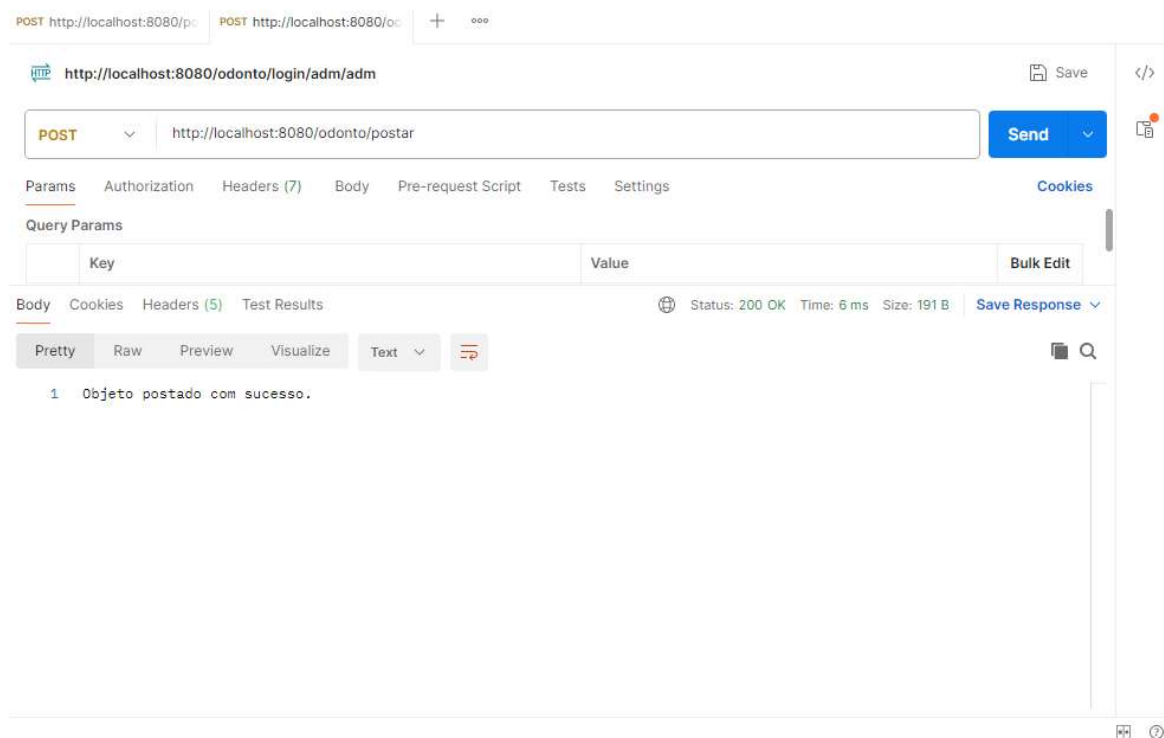 POST http://localhost:8080/po POST http://localhost:8080/oc + ooo
HTTP http://localhost:8080/odonto/login/adm/adm Save </>
POST http://localhost:8080/odonto/postar Send
Params Authorization Headers (7) Body Pre-request Script Tests Settings Cookies
Query Params
Key Value Bulk Edit
Body Cookies Headers (5) Test Results Status: 200 OK Time: 6 ms Size: 191 B Save Response
Pretty Raw Preview Visualize Text
1 Objeto postado com sucesso.